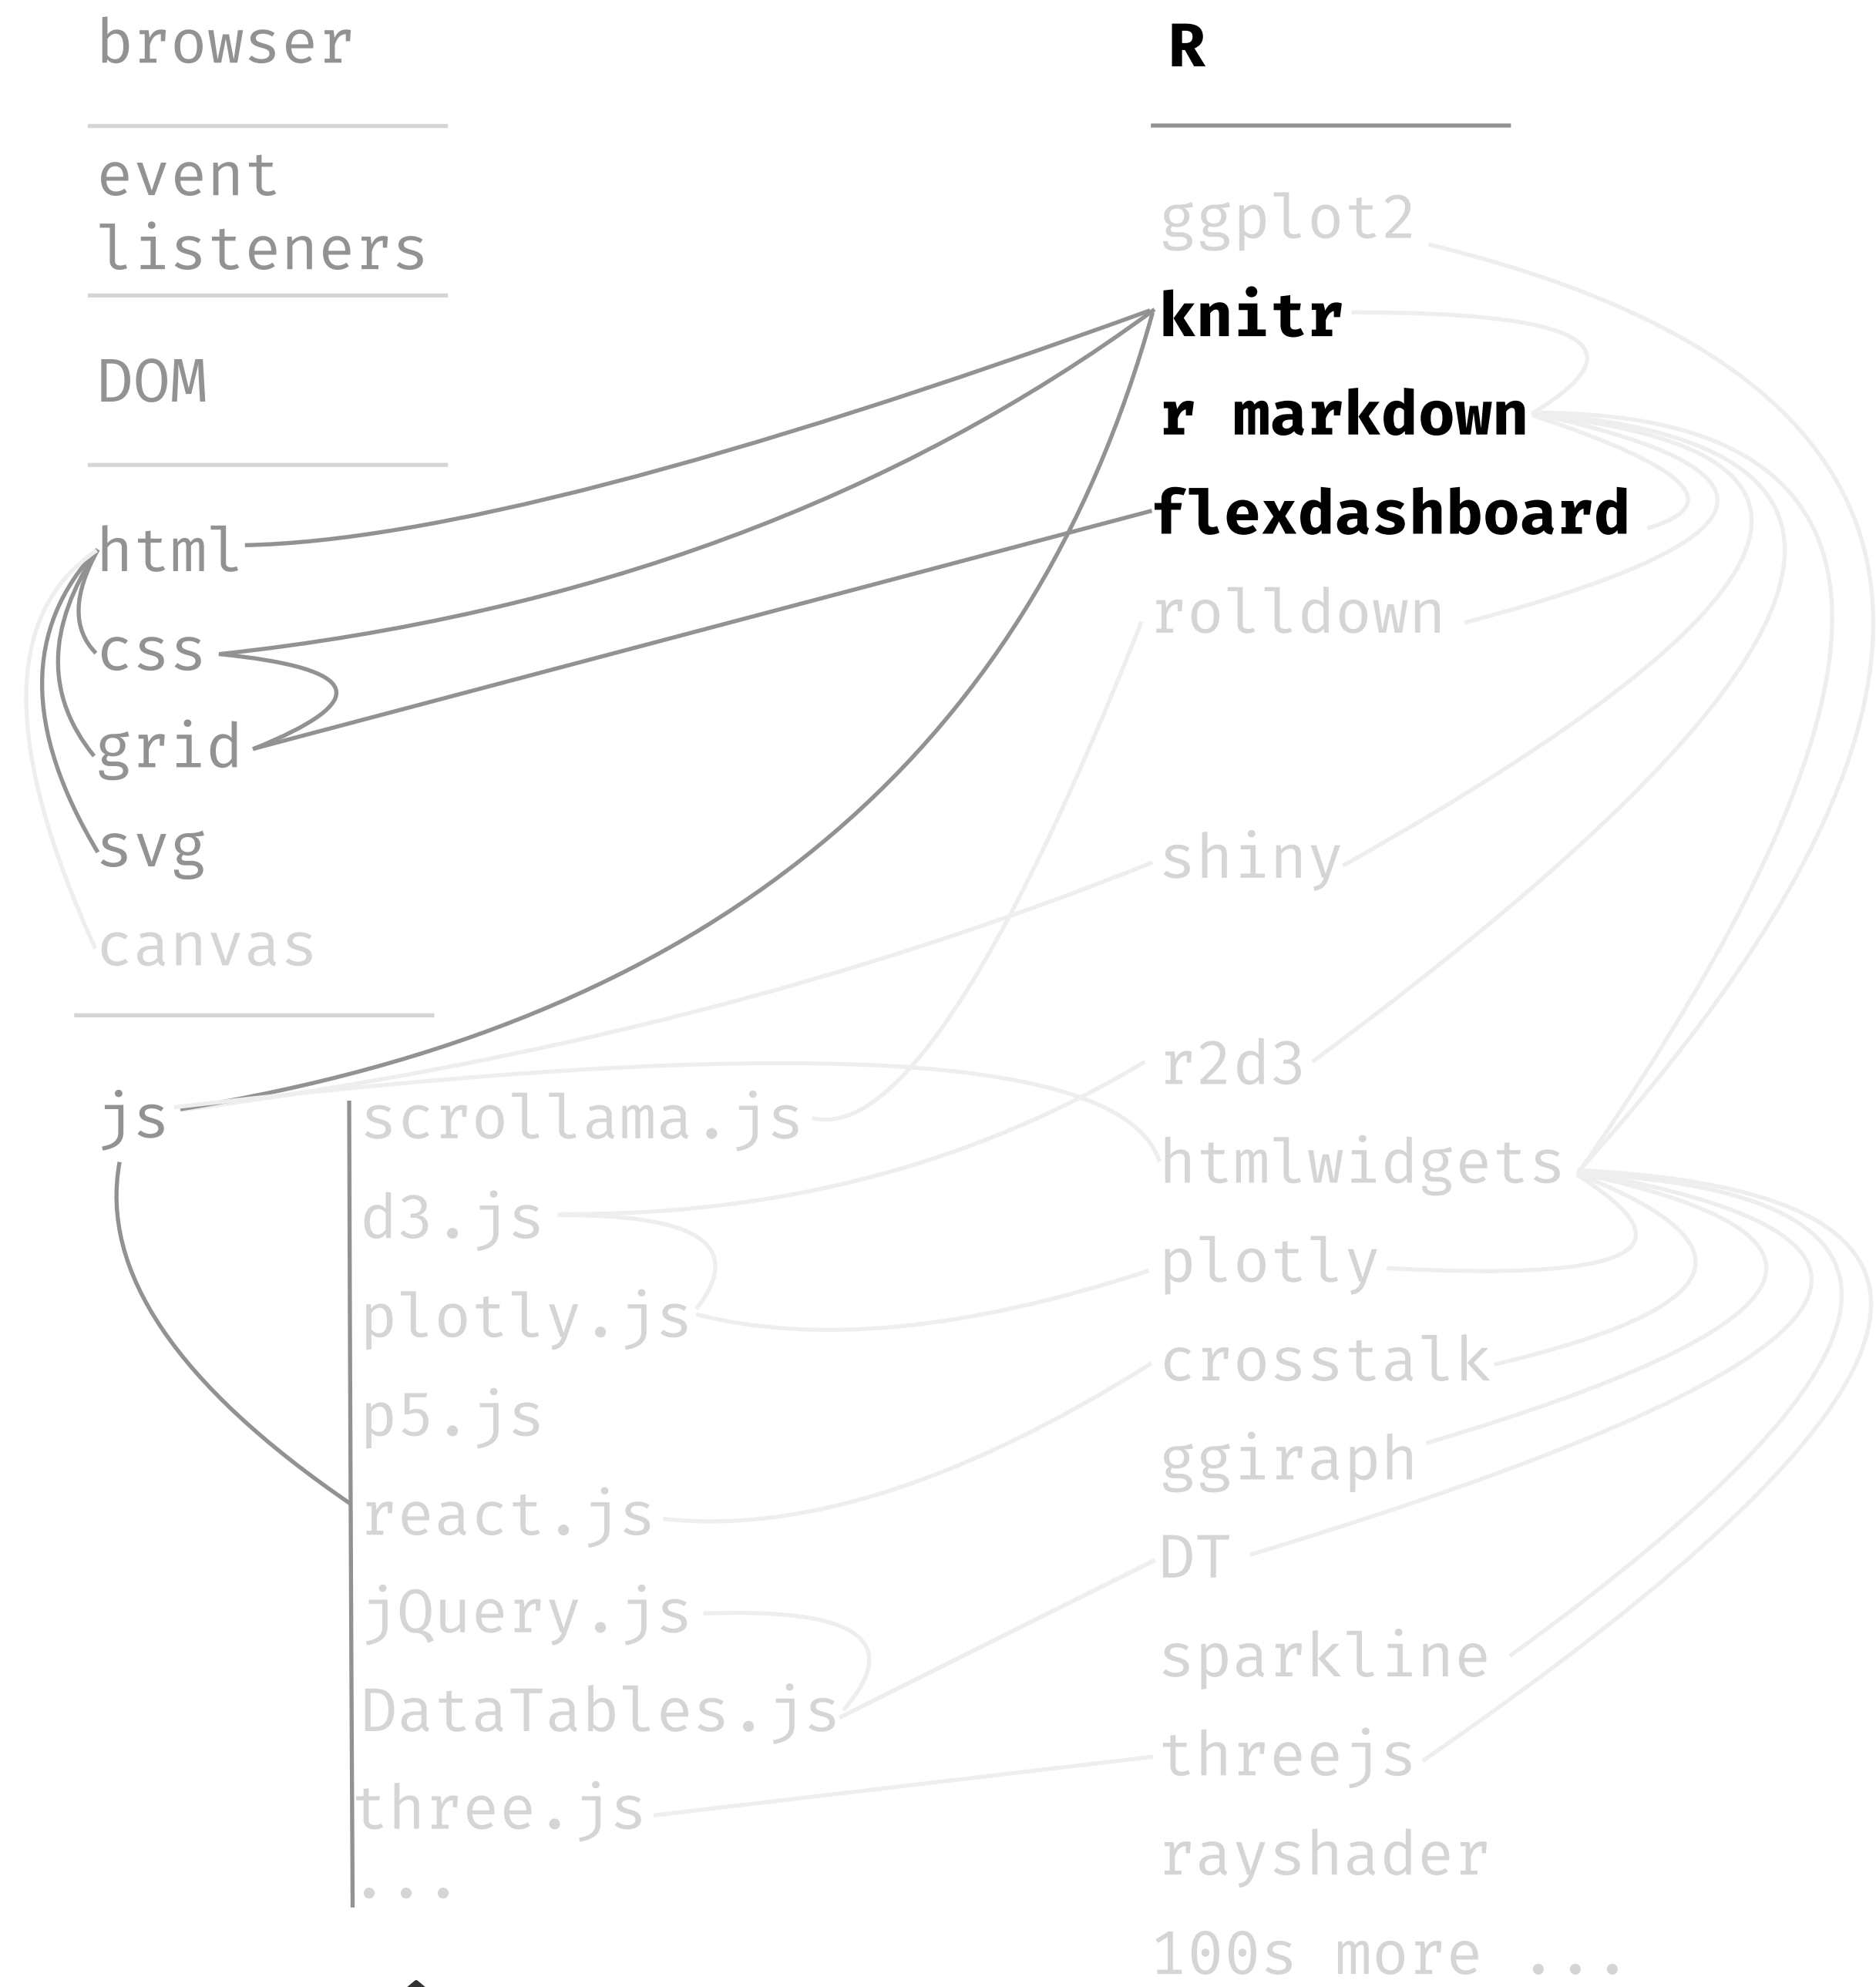 browser
event
listeners
DOM
html
css
grid
svg
canvas
js
scrollama.js
d3.js
plotly.js
p5.js
react.js
jQuery.js
DataTables.js
three.js
...
R
ggplot2
knitr
r markdown
flexdashboard
rolldown
shiny
r2d3
htmlwidgets
plotly
crosstalk
ggiraph
DT
sparkline
threejs
rayshader
100s more ...